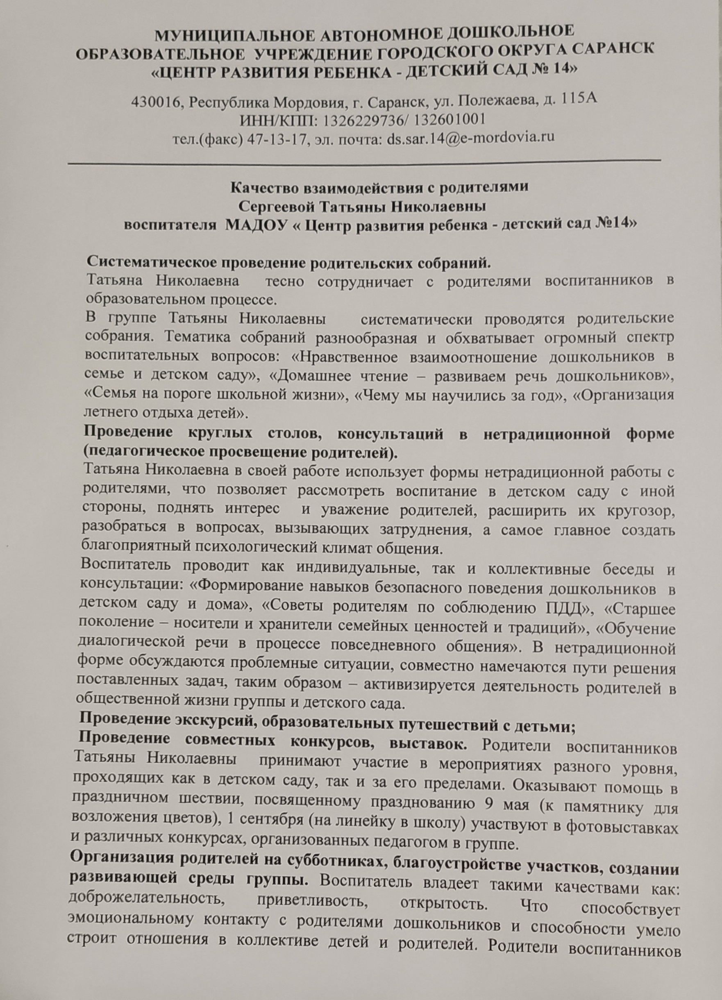 МУНИЦИПАЛЬНОЕ АВТОНОМНОЕ ДОШКОЛЬНОЕ
ОБРАЗОВАТЕЛЬНОЕ УЧРЕЖДЕНИЕ ГОРОДСКОГО ОКРУГА САРАНСК
«ЦЕНТР РАЗВИТИЯ РЕБЕНКА - ДЕТСКИЙ САД № 14»
430016, Республика Мордовия, г. Саранск, ул. Полежаева, д. 115А
ИНН/КПП: 1326229736/ 132601001
тел.(факс) 47-13-17, эл. почта: ds.sar.14@e-mordovia.ru
Качество взаимодействия с родителями
Сергеевой Татьяны Николаевны
воспитателя МАДОУ « Центр развития ребенка - детский сад №14»
Систематическое проведение родительских собраний.
Татьяна Николаевна тесно сотрудничает с родителями воспитанников в
образовательном процессе.
В группе Татьяны Николаевны систематически проводятся родительские
собрания. Тематика собраний разнообразная и обхватывает огромный спектр
воспитательных вопросов: «Нравственное взаимоотношение дошкольников в
семье и детском саду», «Домашнее чтение – развиваем речь дошкольников»,
«Семья на пороге школьной жизни», «Чему мы научились за год», «Организация
летнего отдыха детей».
Проведение круглых столов, консультаций в нетрадиционной форме
(педагогическое просвещение родителей).
Татьяна Николаевна в своей работе использует формы нетрадиционной работы с
родителями, что позволяет рассмотреть воспитание в детском саду с иной
стороны, поднять интерес и уважение родителей, расширить их кругозор,
разобраться в вопросах, вызывающих затруднения, а самое главное создать
благоприятный психологический климат общения.
Воспитатель проводит как индивидуальные, так и коллективные беседы и
консультации: «Формирование навыков безопасного поведения дошкольников в
детском саду и дома», «Советы родителям по соблюдению ПДД», «Старшее
поколение – носители и хранители семейных ценностей и традиций», «Обучение
диалогической речи в процессе повседневного общения». В нетрадиционной
форме обсуждаются проблемные ситуации, совместно намечаются пути решения
поставленных задач, таким образом – активизируется деятельность родителей в
общественной жизни группы и детского сада.
Проведение экскурсий, образовательных путешествий с детьми;
Проведение совместных конкурсов, выставок. Родители воспитанников
Татьяны Николаевны принимают участие в мероприятиях разного уровня,
проходящих как в детском саду, так и за его пределами. Оказывают помощь в
праздничном шествии, посвященному празднованию 9 мая (к памятнику для
возложения цветов), 1 сентября (на линейку в школу) участвуют в фотовыставках
и различных конкурсах, организованных педагогом в группе.
Организация родителей на субботниках, благоустройстве участков, создании
развивающей среды группы. Воспитатель владеет такими качествами как:
доброжелательность, приветливость, открытость. Что способствует
эмоциональному контакту с родителями дошкольников и способности умело
строит отношения в коллективе детей и родителей. Родители воспитанников